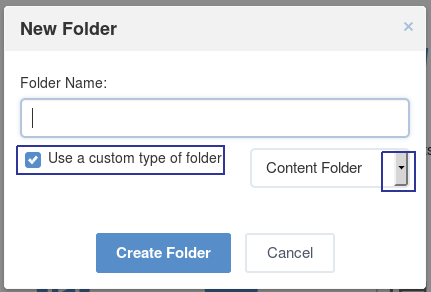 New Folder
×
Folder Name:
Use a custom type of folder
Content Folder
Create Folder
Cancel